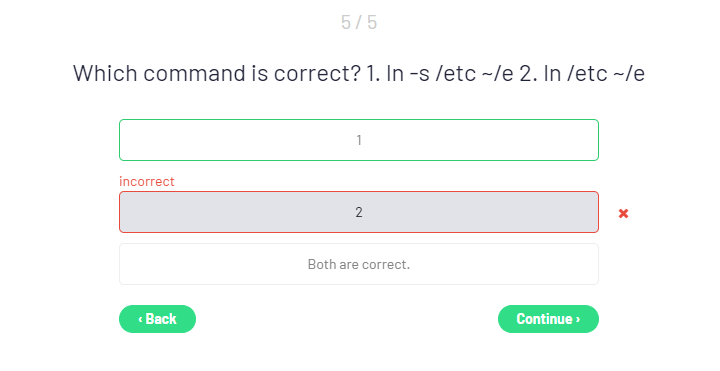 5 / 5
Which command is correct? 1. ln -s /etc ~/e 2. ln /etc ~/e
1
incorrect
2
Both are correct.
‹ Back
Continue ›